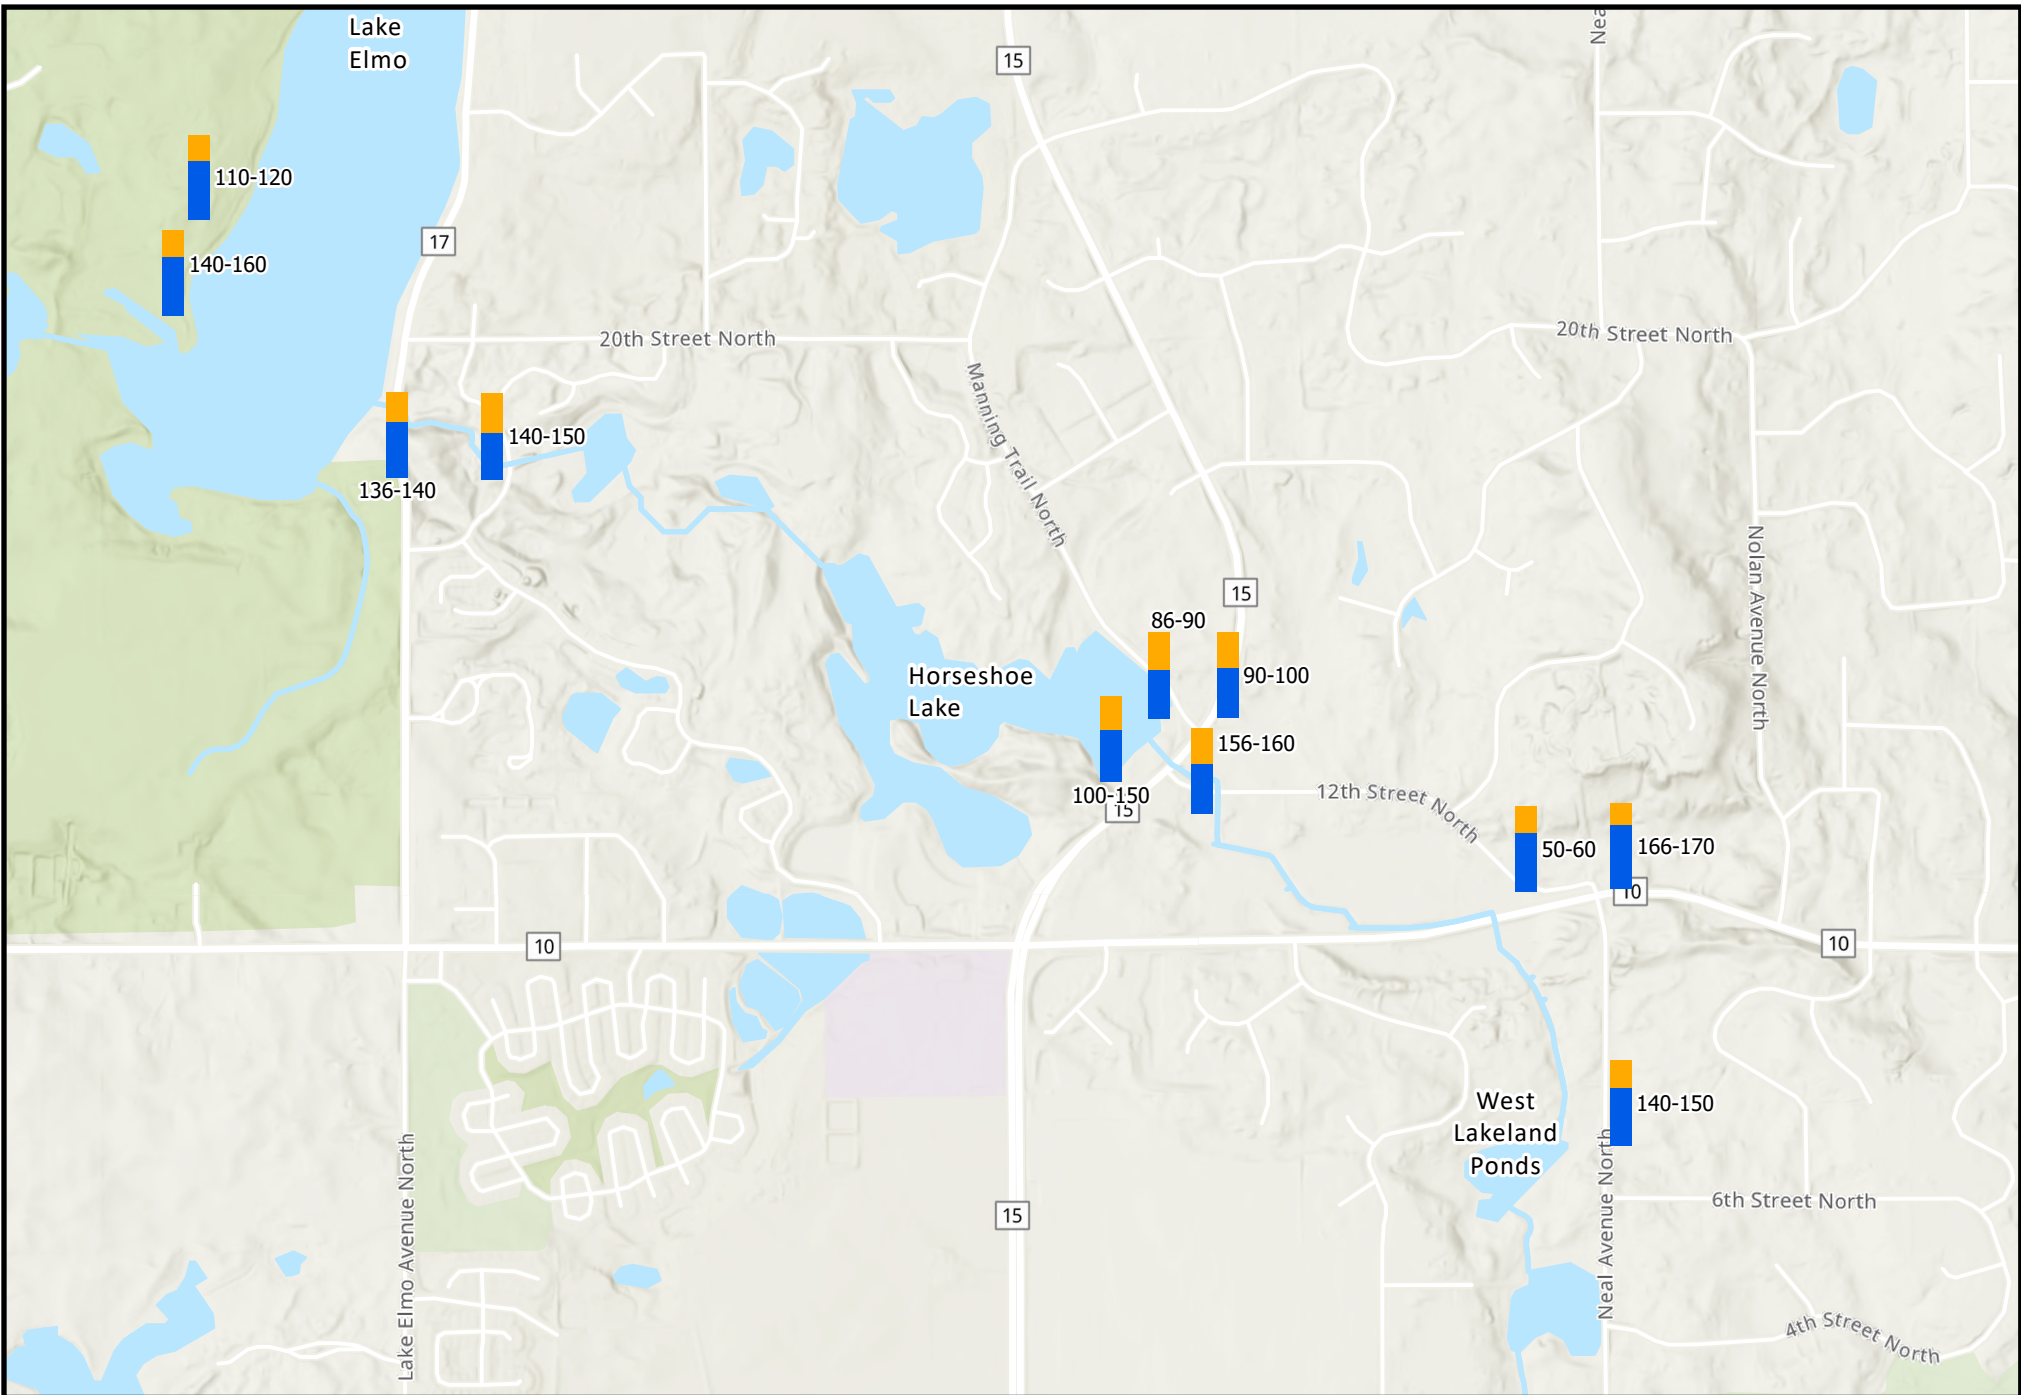 Lake
Elmo
15
Nea
110-120
17
140-160
20th Street North
20th Street North
Manning Trail North
140-150
136-140
Nolan Avenue North
15
86-90
Horseshoe
Lake
90-100
156-160
100-150
15
12th Street North
50-60
166-170
10
10
10
West
Lakeland
Ponds
140-150
Lake Elmo Avenue North
Neal Avenue North
6th Street North
15
4th Street North